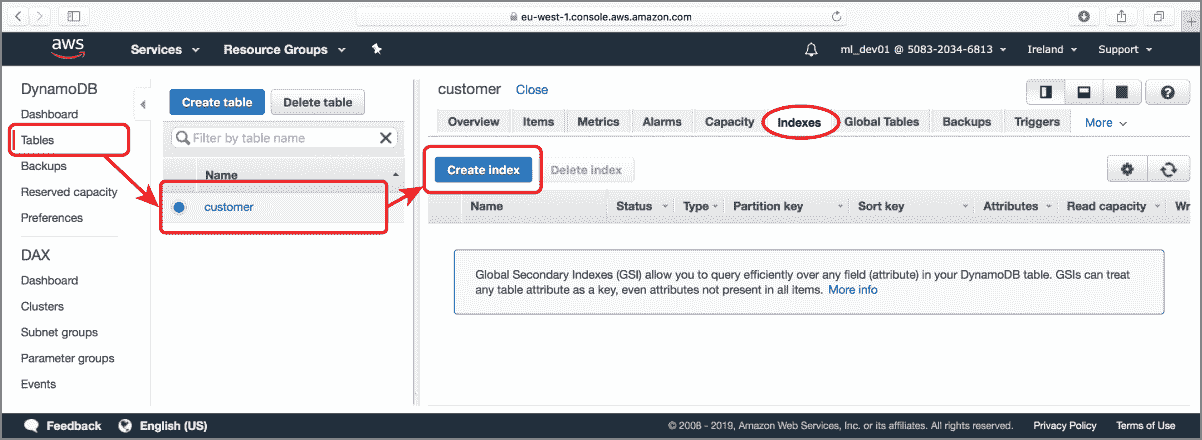 eu-west-1.console.aws.amazon.com
aws
Services
Resource Groups
ml_dev01 @ 5083-2034-6813
Ireland
Support
DynamoDB
Dashboard
Tables
Backups
Reserved capacity
Preferences
DAX
Dashboard
Clusters
Subnet groups
Parameter groups
Events
Create table
Delete table
Filter by table name
Name
customer
customer Close
Overview Items Metrics Alarms Capacity Indexes Global Tables Backups Triggers More
Create index Delete index
Name Status Type Partition key Sort key Attributes Read capacity Wr
Global Secondary Indexes (GSI) allow you to query efficiently over any field (attribute) in your DynamoDB table. GSIs can treat
any table attribute as a key, even attributes not present in all items. More info
Feedback
English (US)
© 2008 - 2019, Amazon Web Services, Inc. or its affiliates. All rights reserved.
Privacy Policy
Terms of Use